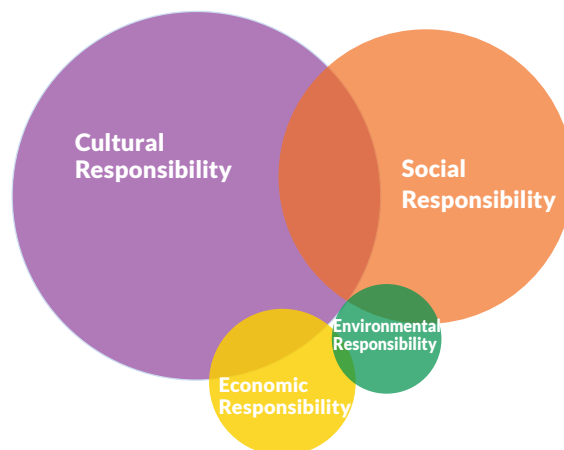 Cultural
Responsibility
Social
Responsibility
Environmental
Responsibility
Economic
Responsibility